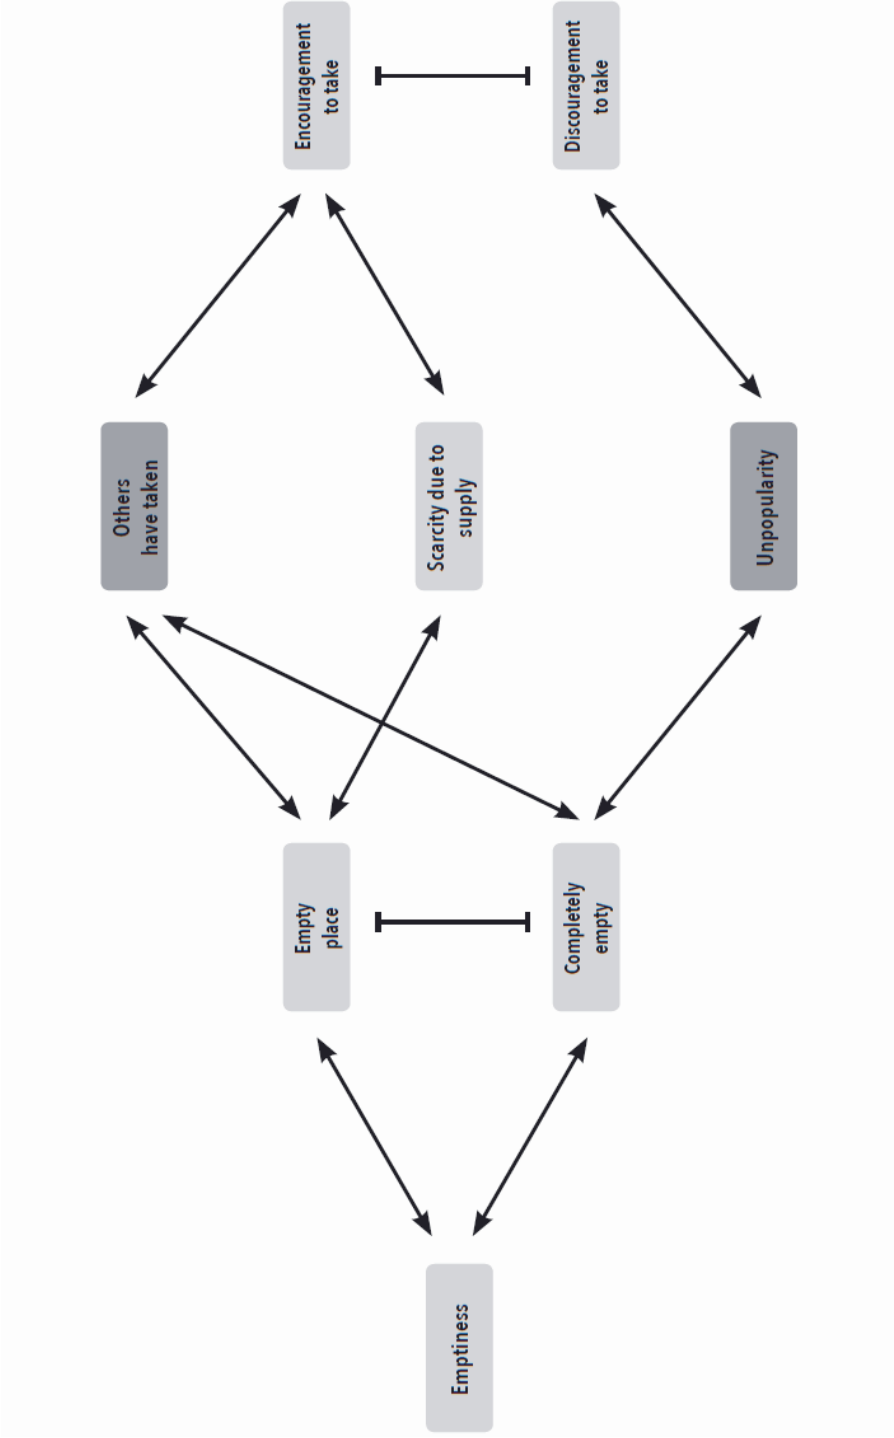 Encouragement
to take
Discouragement
to take
Others
have taken
Scarcity due to
supply
Unpopularity
Empty
place
Completely
empty
Emptiness